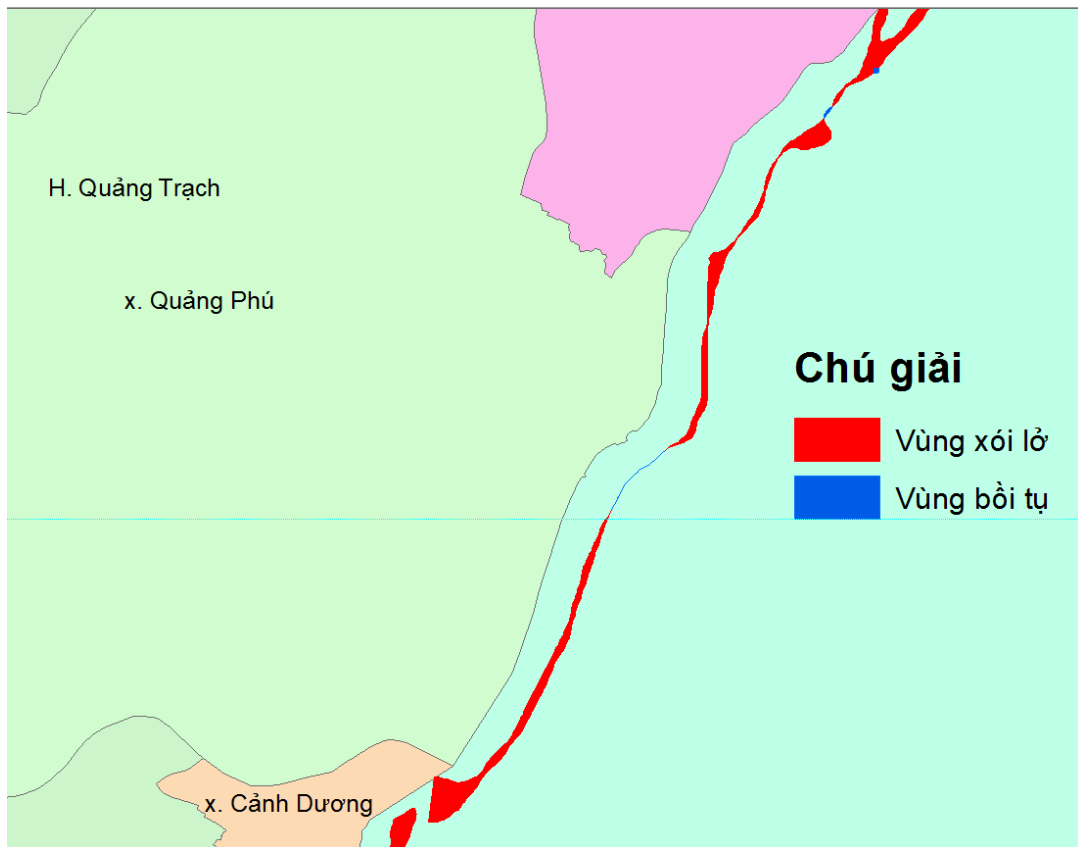 H. Quảng Trạch
x. Quảng Phú
Chú giải
Vùng xói lở
Vùng bồi tụ
x. Cảnh Dương